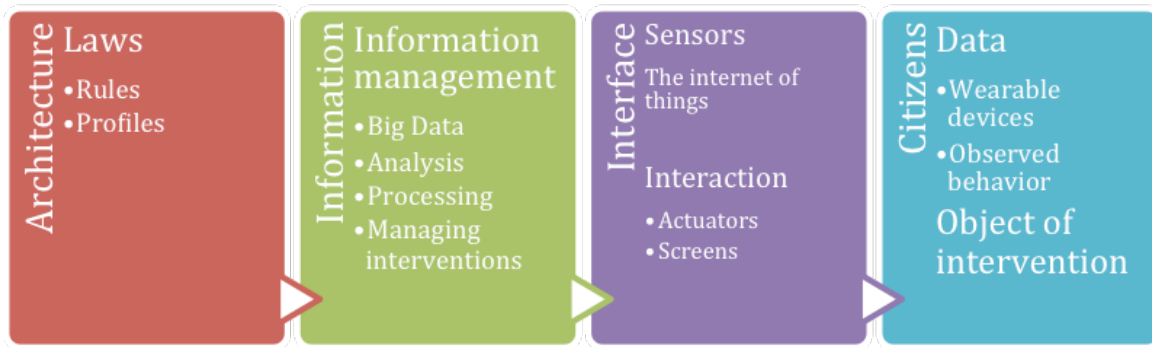 Architecture
Laws
•Rules
•Profiles
Information
Information
management
•Big Data
•Analysis
•Processing
•Managing
interventions
Interface
Sensors
The internet of
things
Interaction
•Actuators
•Screens
Citizens
Data
•Wearable
devices
•Observed
behavior
Object of
intervention